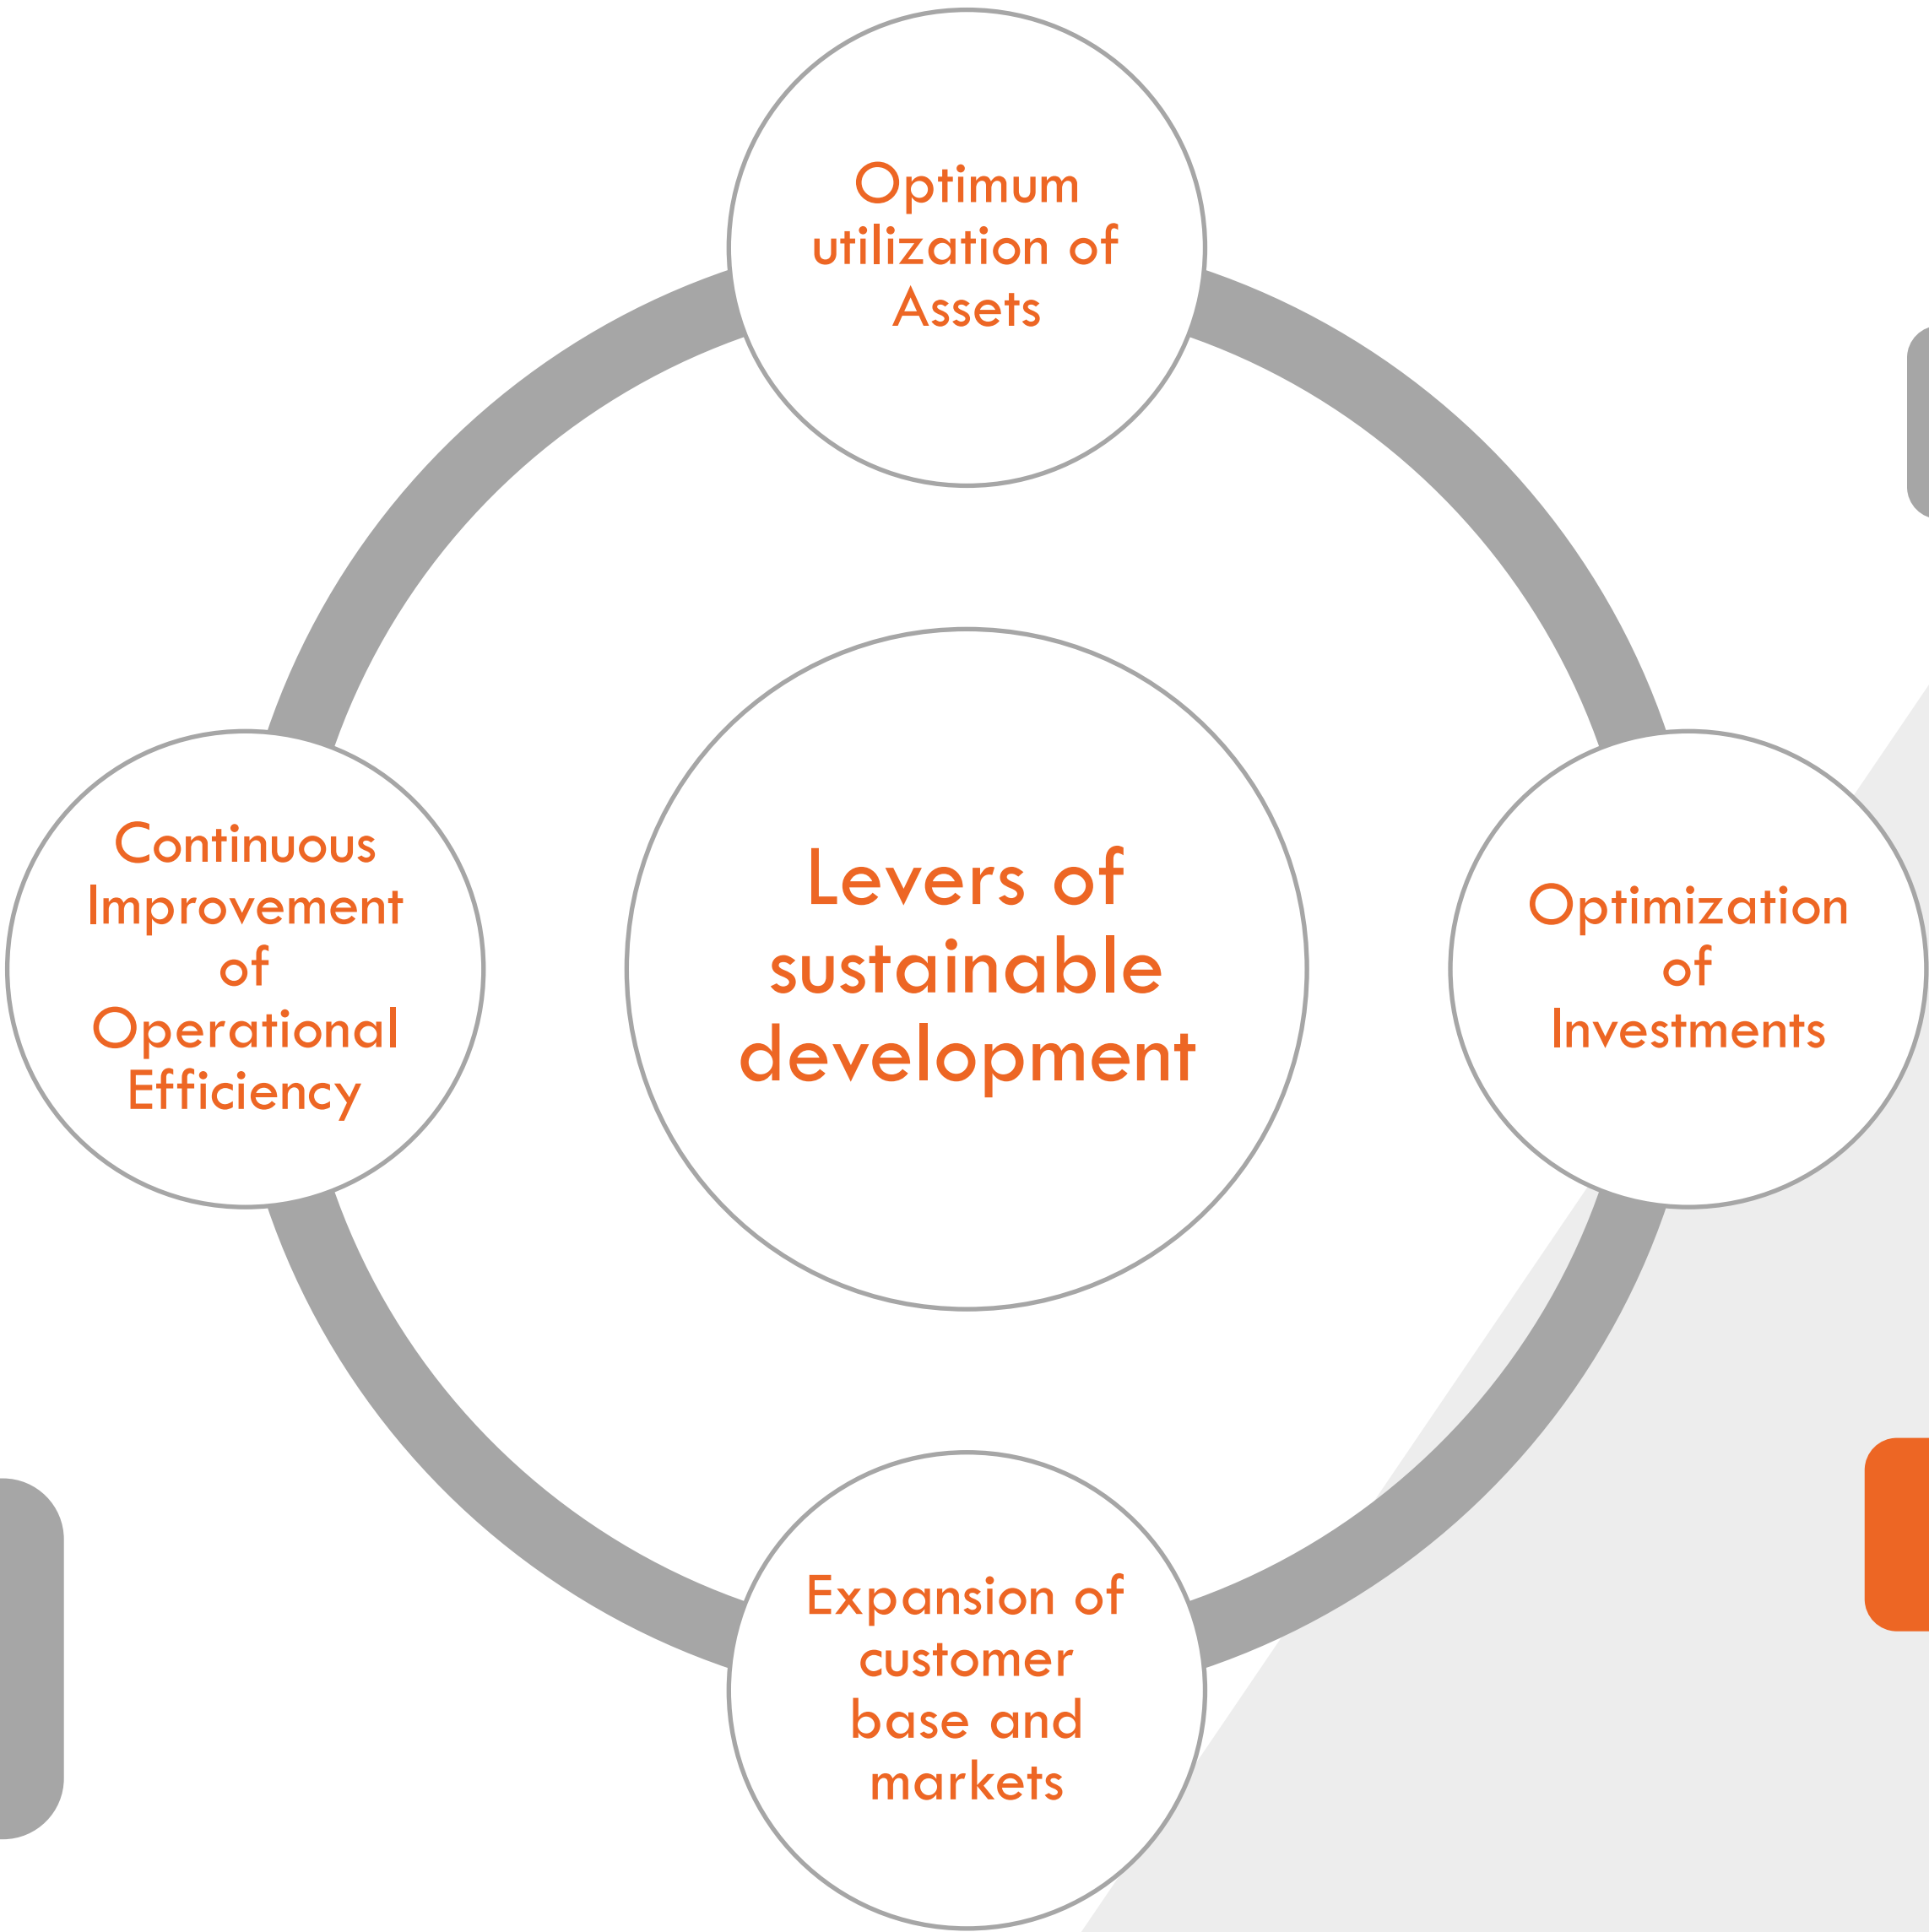 Optimum
utilization of
Assets
Continuous
Improvement
of
Operational
Efficiency
Levers of
sustainable
development
Optimization
of
Investments
Expansion of
customer
base and
markets